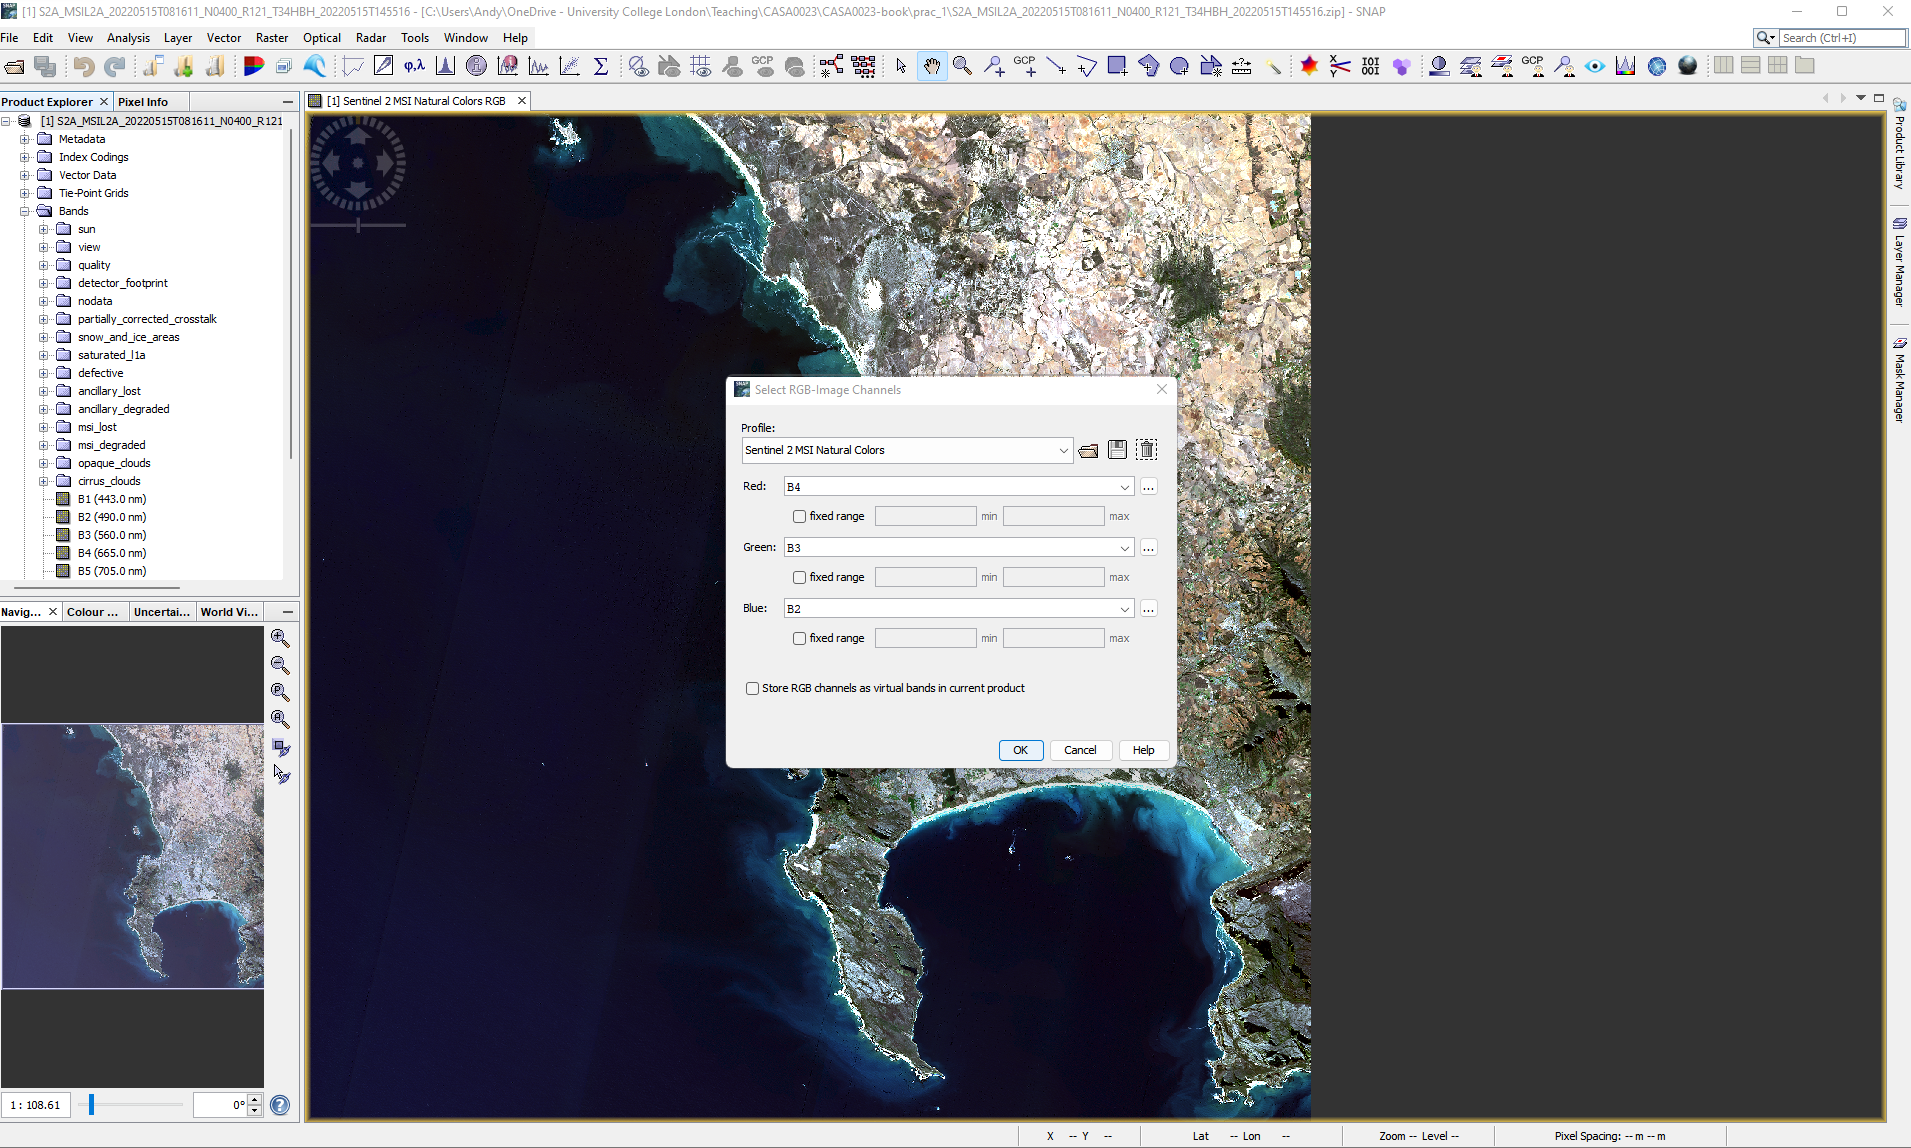 [1] S2A_MSIL2A_20220515T081611_N0400_R121_T34HBH_20220515T145516 - [C:\Users\Andy\OneDrive - University College London\Teaching\CASA0023\CASA0023-book\prac_1\S2A_MSIL2A_20220515T081611_N0400_R121_T34HBH_20220515T145516.zip] - SNAP
File Edit View Analysis Layer Vector Raster Optical Radar Tools Window Help
Search (Ctrl+I)
Product Explorer Pixel Info
[1] Sentinel 2 MSI Natural Colors RGB
[1] S2A_MSIL2A_20220515T081611_N0400_R121
Metadata
Index Codings
Vector Data
Tie-Point Grids
Bands
sun
view
quality
detector_footprint
nodata
partially_corrected_crosstalk
snow_and_ice_areas
saturated_l1a
defective
ancillary_lost
ancillary_degraded
msi_lost
msi_degraded
opaque_clouds
cirrus_clouds
B1 (443.0 nm)
B2 (490.0 nm)
B3 (560.0 nm)
B4 (665.0 nm)
B5 (705.0 nm)
Navig... Colour ... Uncertai... World Vi...
1 : 108.61
0°
Select RGB-Image Channels
Profile:
Sentinel 2 MSI Natural Colors
Red: B4 ...
fixed range min max
Green: B3 ...
fixed range min max
Blue: B2 ...
fixed range min max
Store RGB channels as virtual bands in current product
OK Cancel Help
Product Library
Layer Manager
Mask Manager
X -- Y -- Lat -- Lon -- Zoom -- Level -- Pixel Spacing: -- m -- m